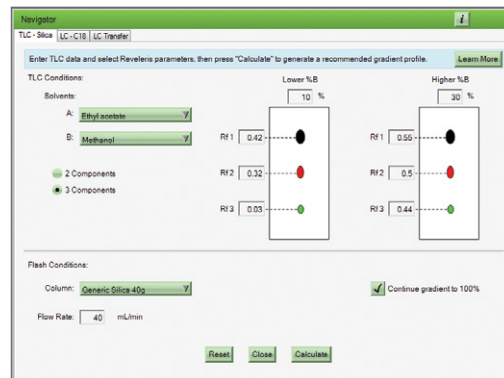 Navigator
i
TLC - Silica LC - C18 LC Transfer
Enter TLC data and select Reveleris parameters, then press "Calculate" to generate a recommended gradient profile. Learn More
TLC Conditions: Lower %B Higher %B
Solvents: 10 % 30 %
A: Ethyl acetate
B: Methanol
Rf 1 0.42 Rf 1 0.55
2 Components
Rf 2 0.32 Rf 2 0.5
3 Components
Rf 3 0.03 Rf 3 0.44
Flash Conditions:
Column: Generic Silica 40g Continue gradient to 100%
Flow Rate: 40 mL/min
Reset Close Calculate